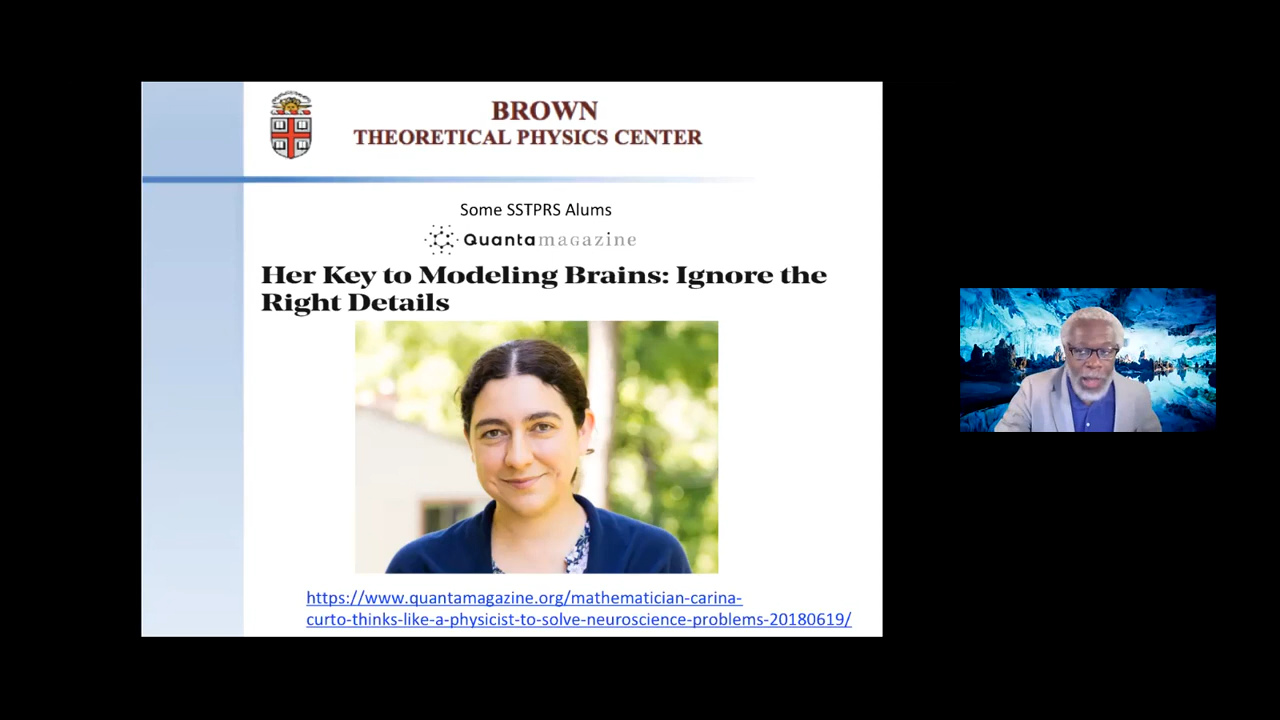 BROWN
THEORETICAL PHYSICS CENTER
Some SSTPRS Alums
Quantamagazine
Her Key to Modeling Brains: Ignore the
Right Details
https://www.quantamagazine.org/mathematician-carina-
curto-thinks-like-a-physicist-to-solve-neuroscience-problems-20180619/